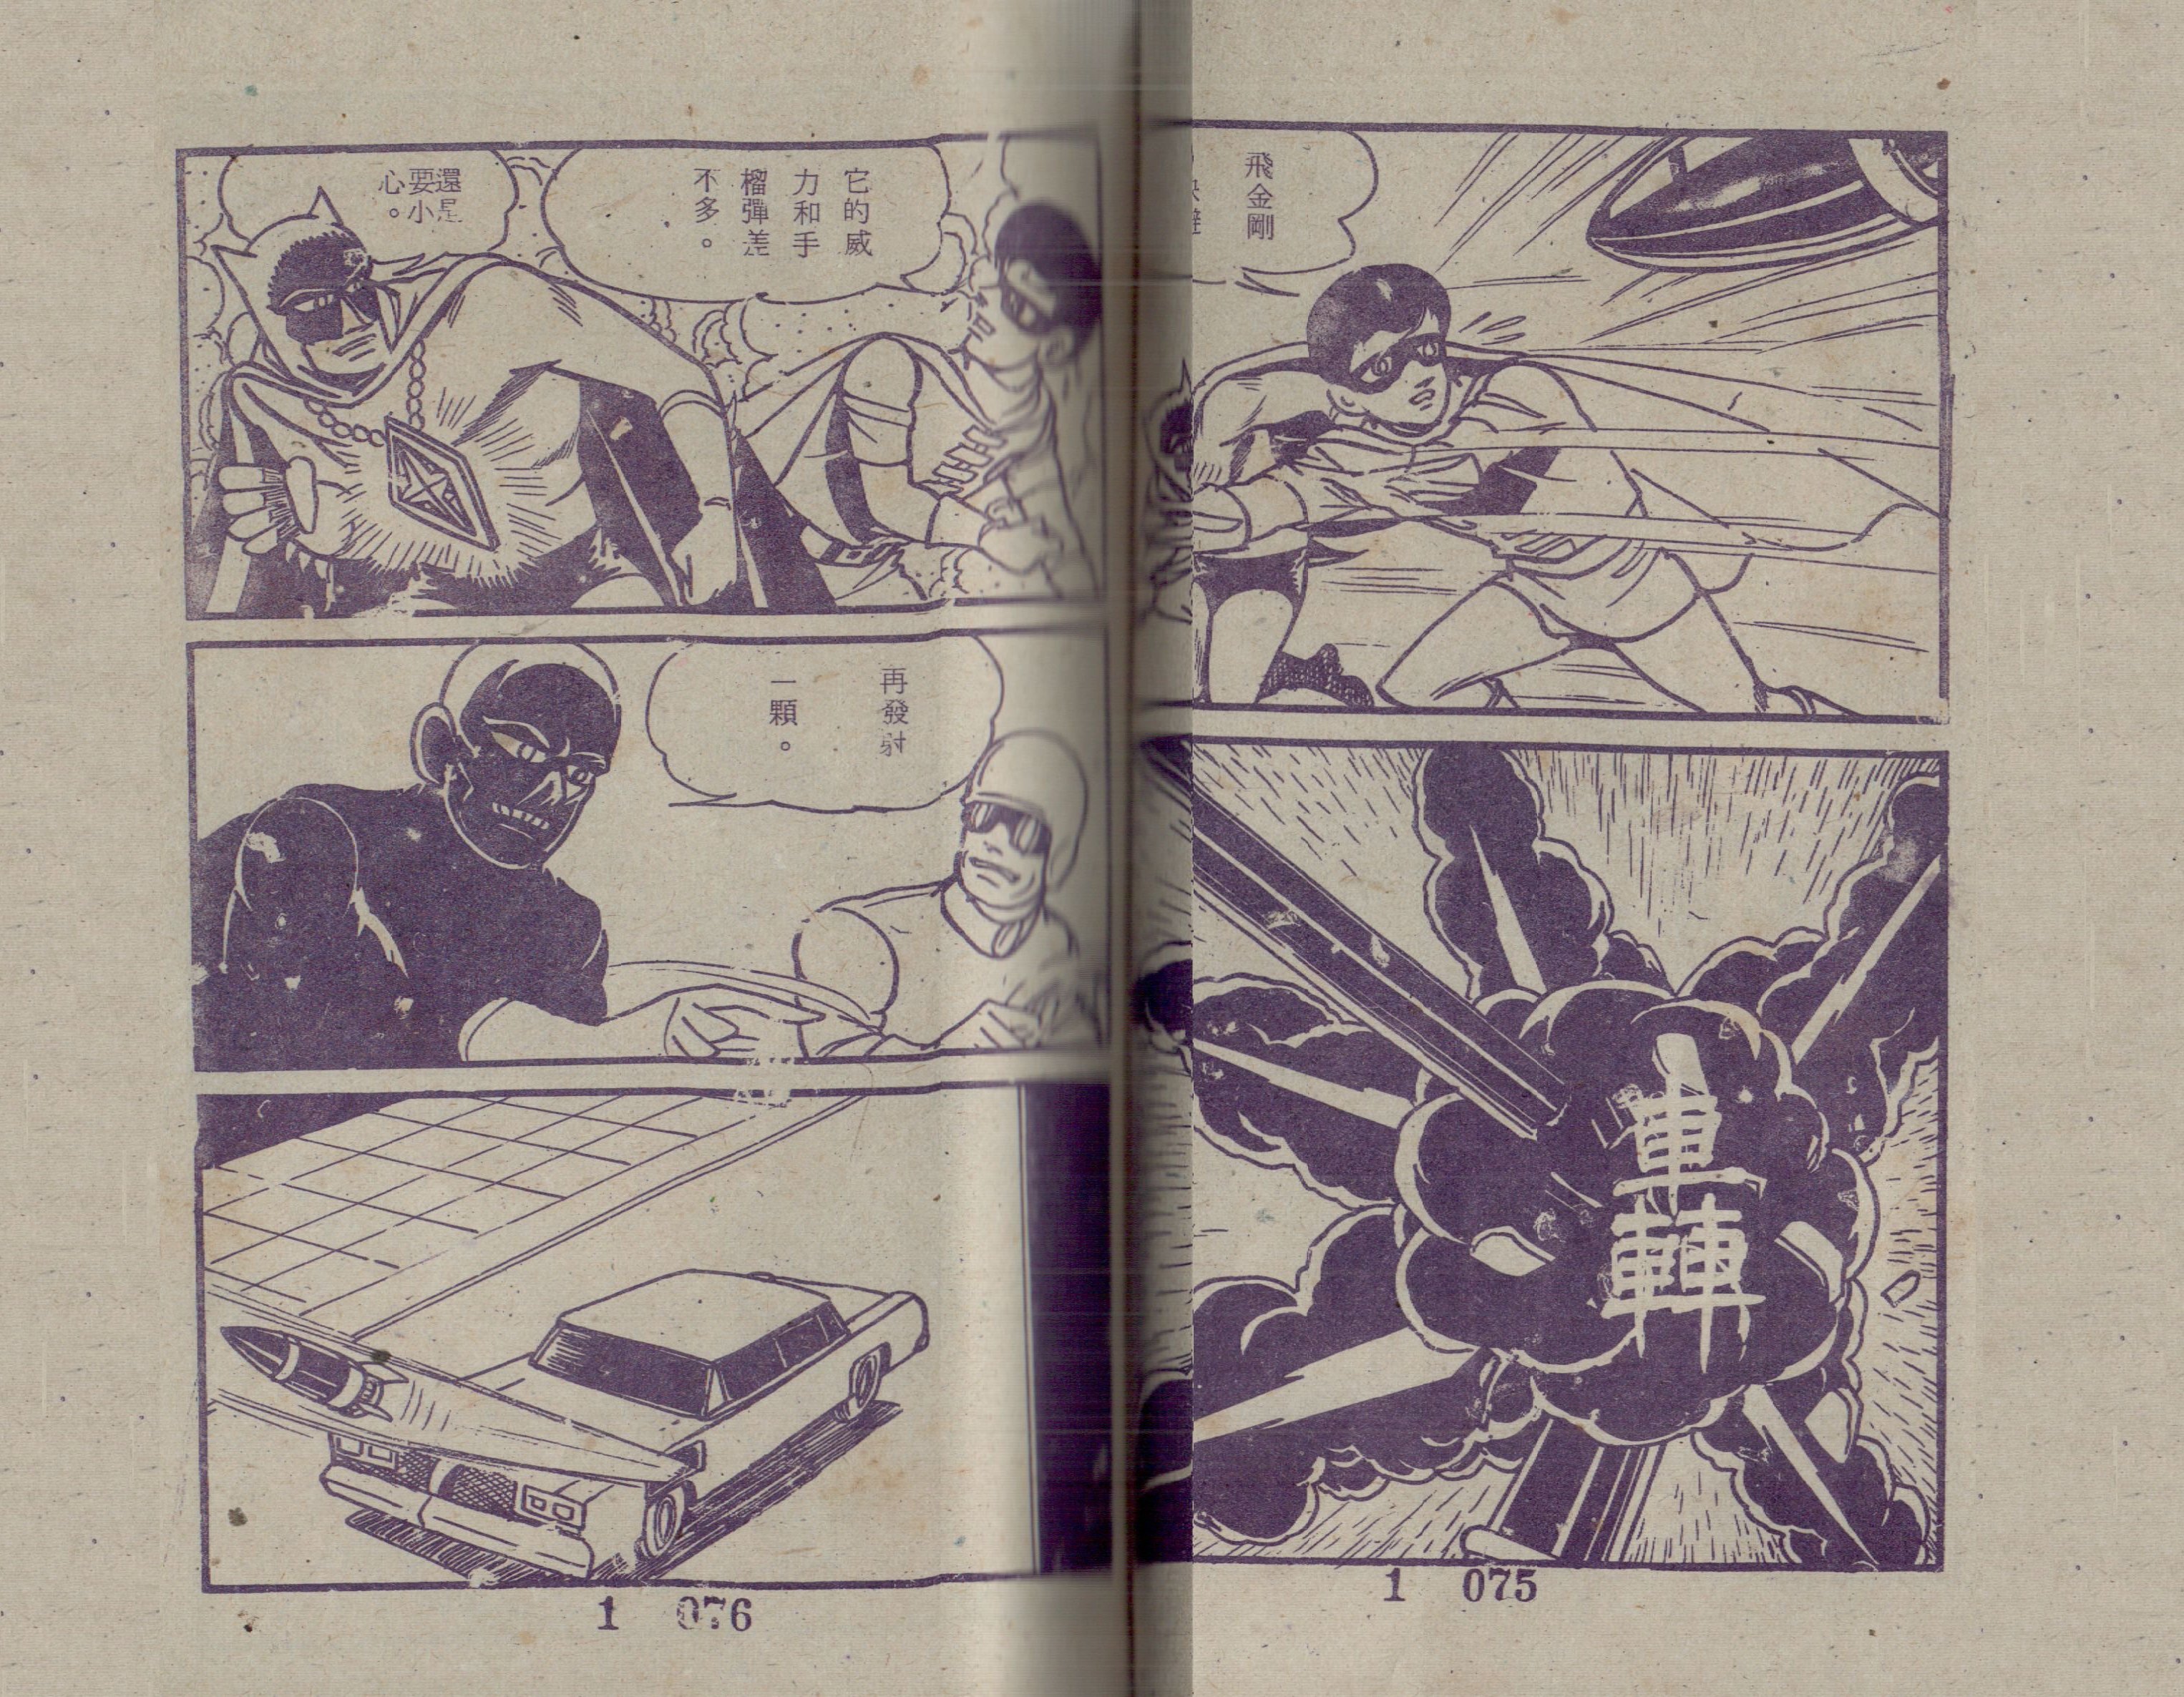 飛金剛
轟
1 075
它的威
力和手
榴彈差
不多。
還是
要小
心。
再發射
一顆。
1 076